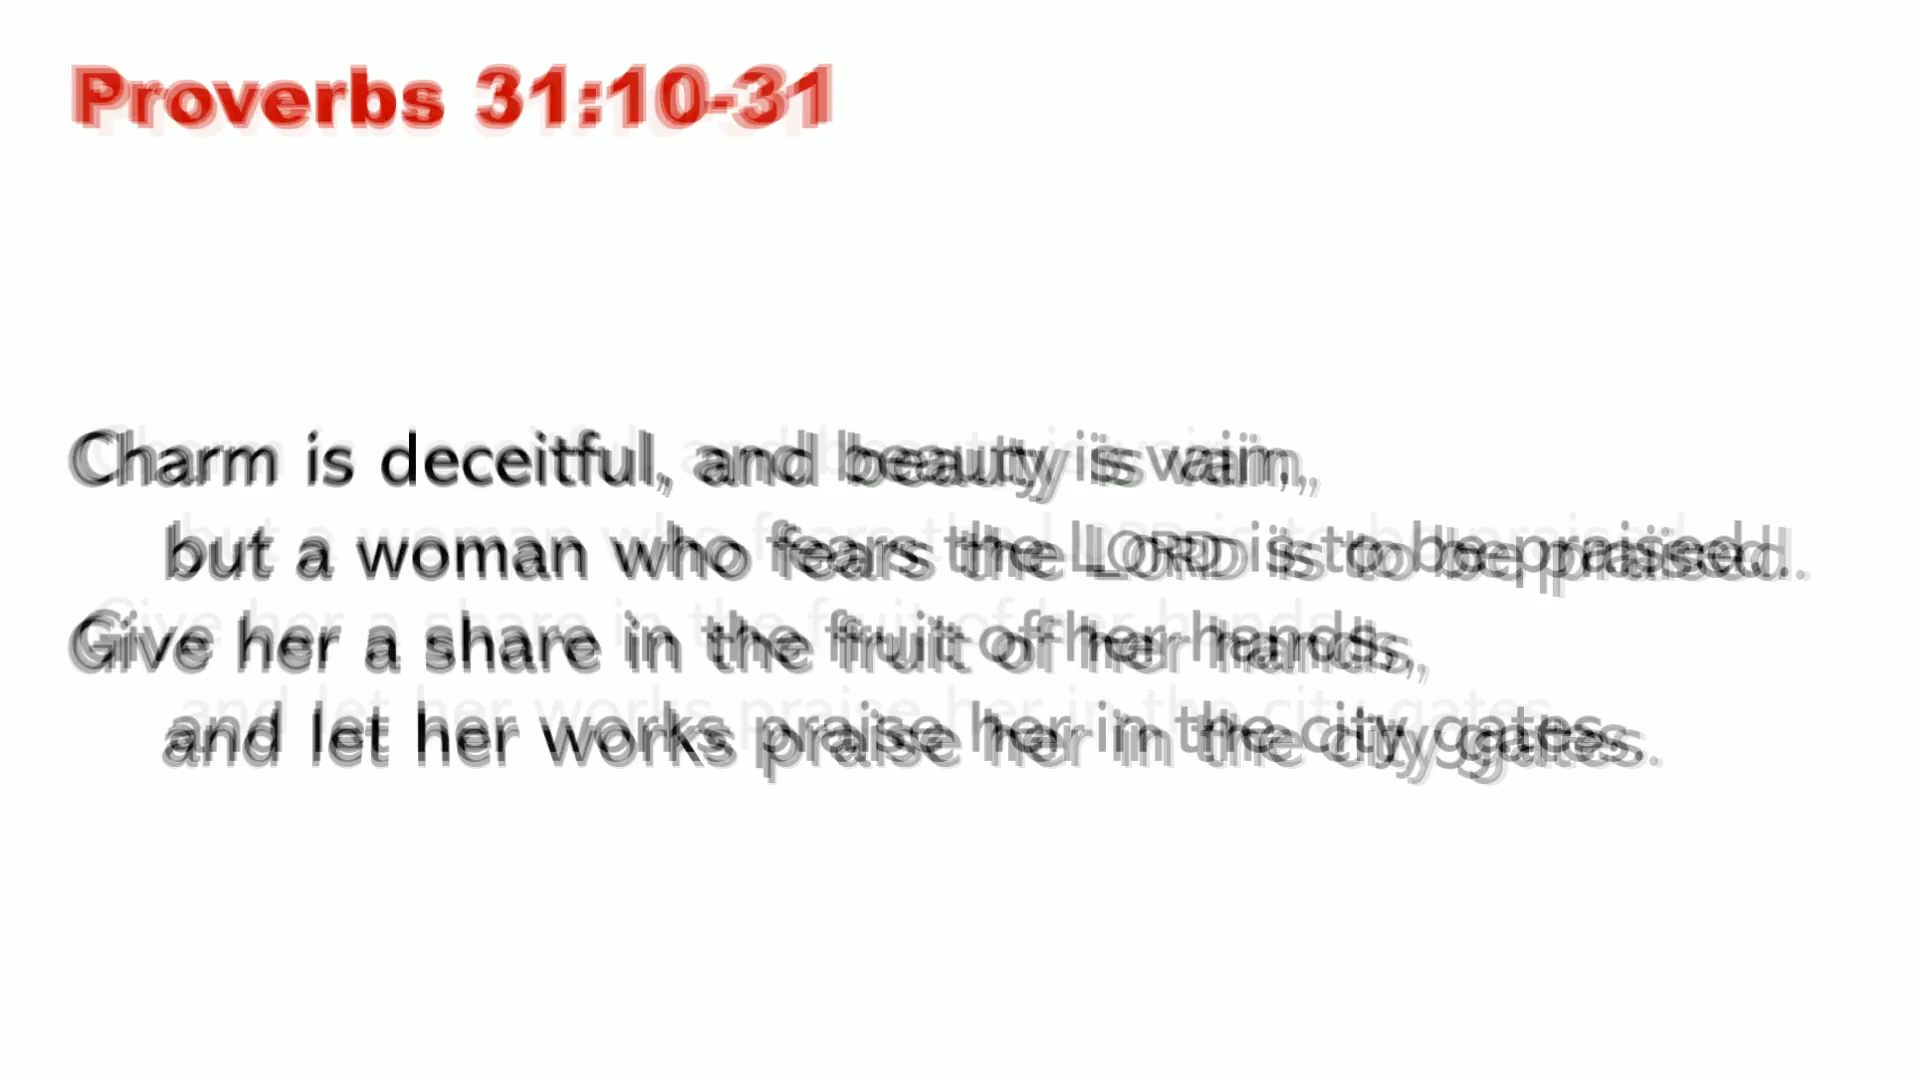 Proverbs 31:10-31
Charm is deceitful, and beauty is vain,
but a woman who fears the LORD is to be praised.
Give her a share in the fruit of her hands,
and let her works praise her in the city gates.